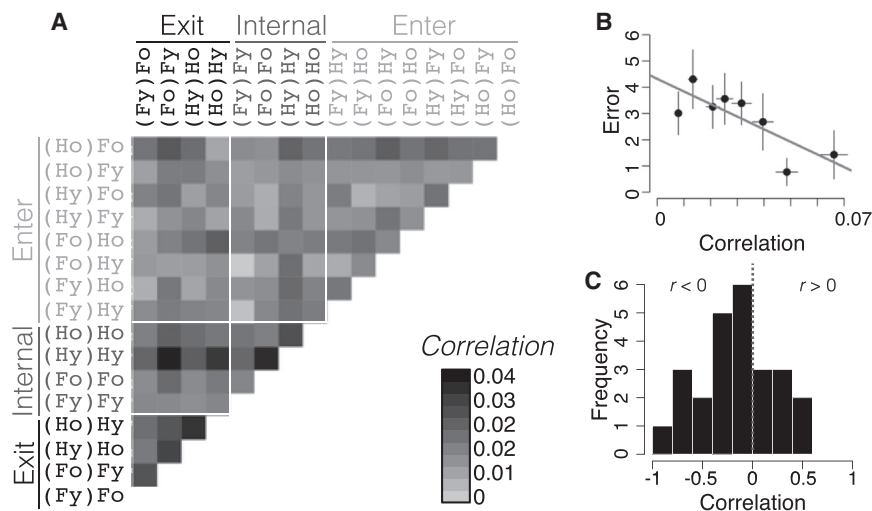 A
Exit
Internal
Enter
(Fy)Fo
(Fo)Fy
(Hy)Ho
(Ho)Hy
(Fy)Fy
(Fo)Fo
(Hy)Hy
(Ho)Ho
(Fy)Hy
(Fy)Ho
(Fo)Hy
(Fo)Ho
(Hy)Fy
(Hy)Fo
(Ho)Fy
(Ho)Fo
Enter
(Ho)Fo
(Ho)Fy
(Hy)Fo
(Hy)Fy
(Fo)Ho
(Fo)Hy
(Fy)Ho
(Fy)Hy
Internal
(Ho)Ho
(Hy)Hy
(Fo)Fo
(Fy)Fy
Exit
(Ho)Hy
(Hy)Ho
(Fo)Fy
(Fy)Fo
Correlation
0.04
0.03
0.02
0.02
0.01
0
B
Error
6
5
4
3
2
1
0
0
0.07
Correlation
C
r < 0
r > 0
Frequency
6
5
4
3
2
1
0
-1
-0.5
0
0.5
1
Correlation